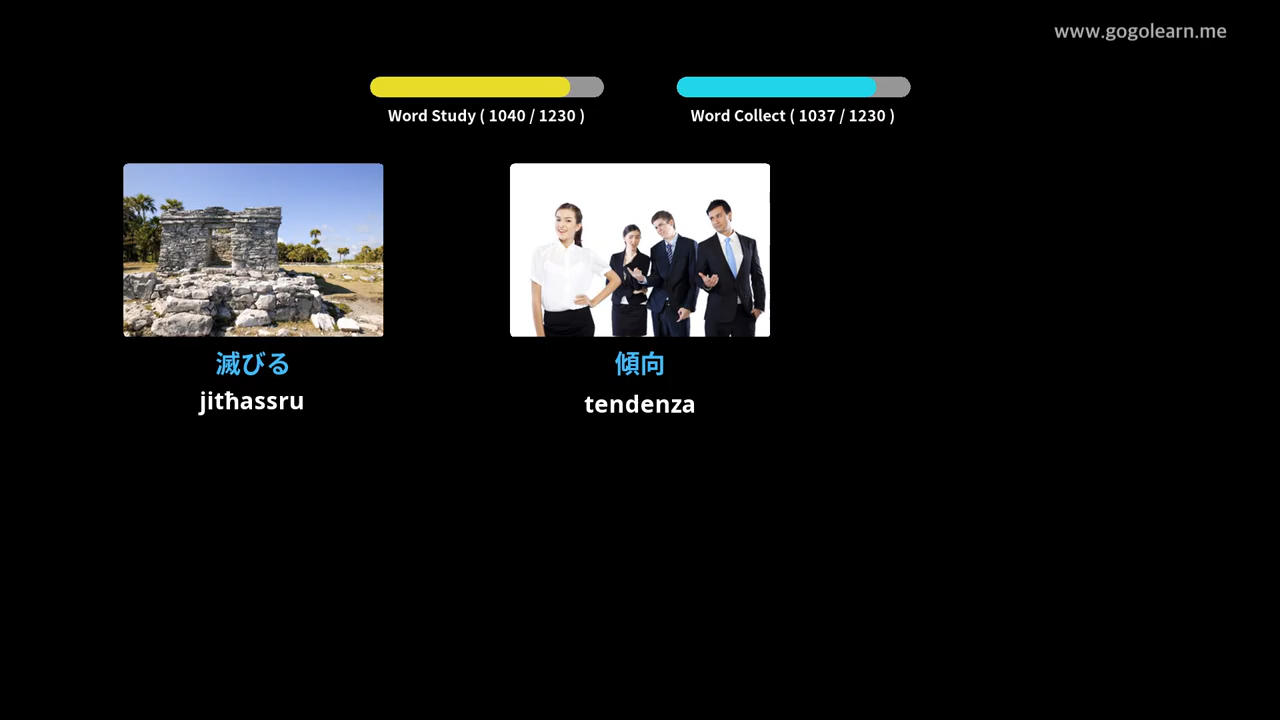 www.gogolearn.me
Word Study ( 1040 / 1230 )
Word Collect ( 1037 / 1230 )
滅びる
jitħassru
傾向
tendenza